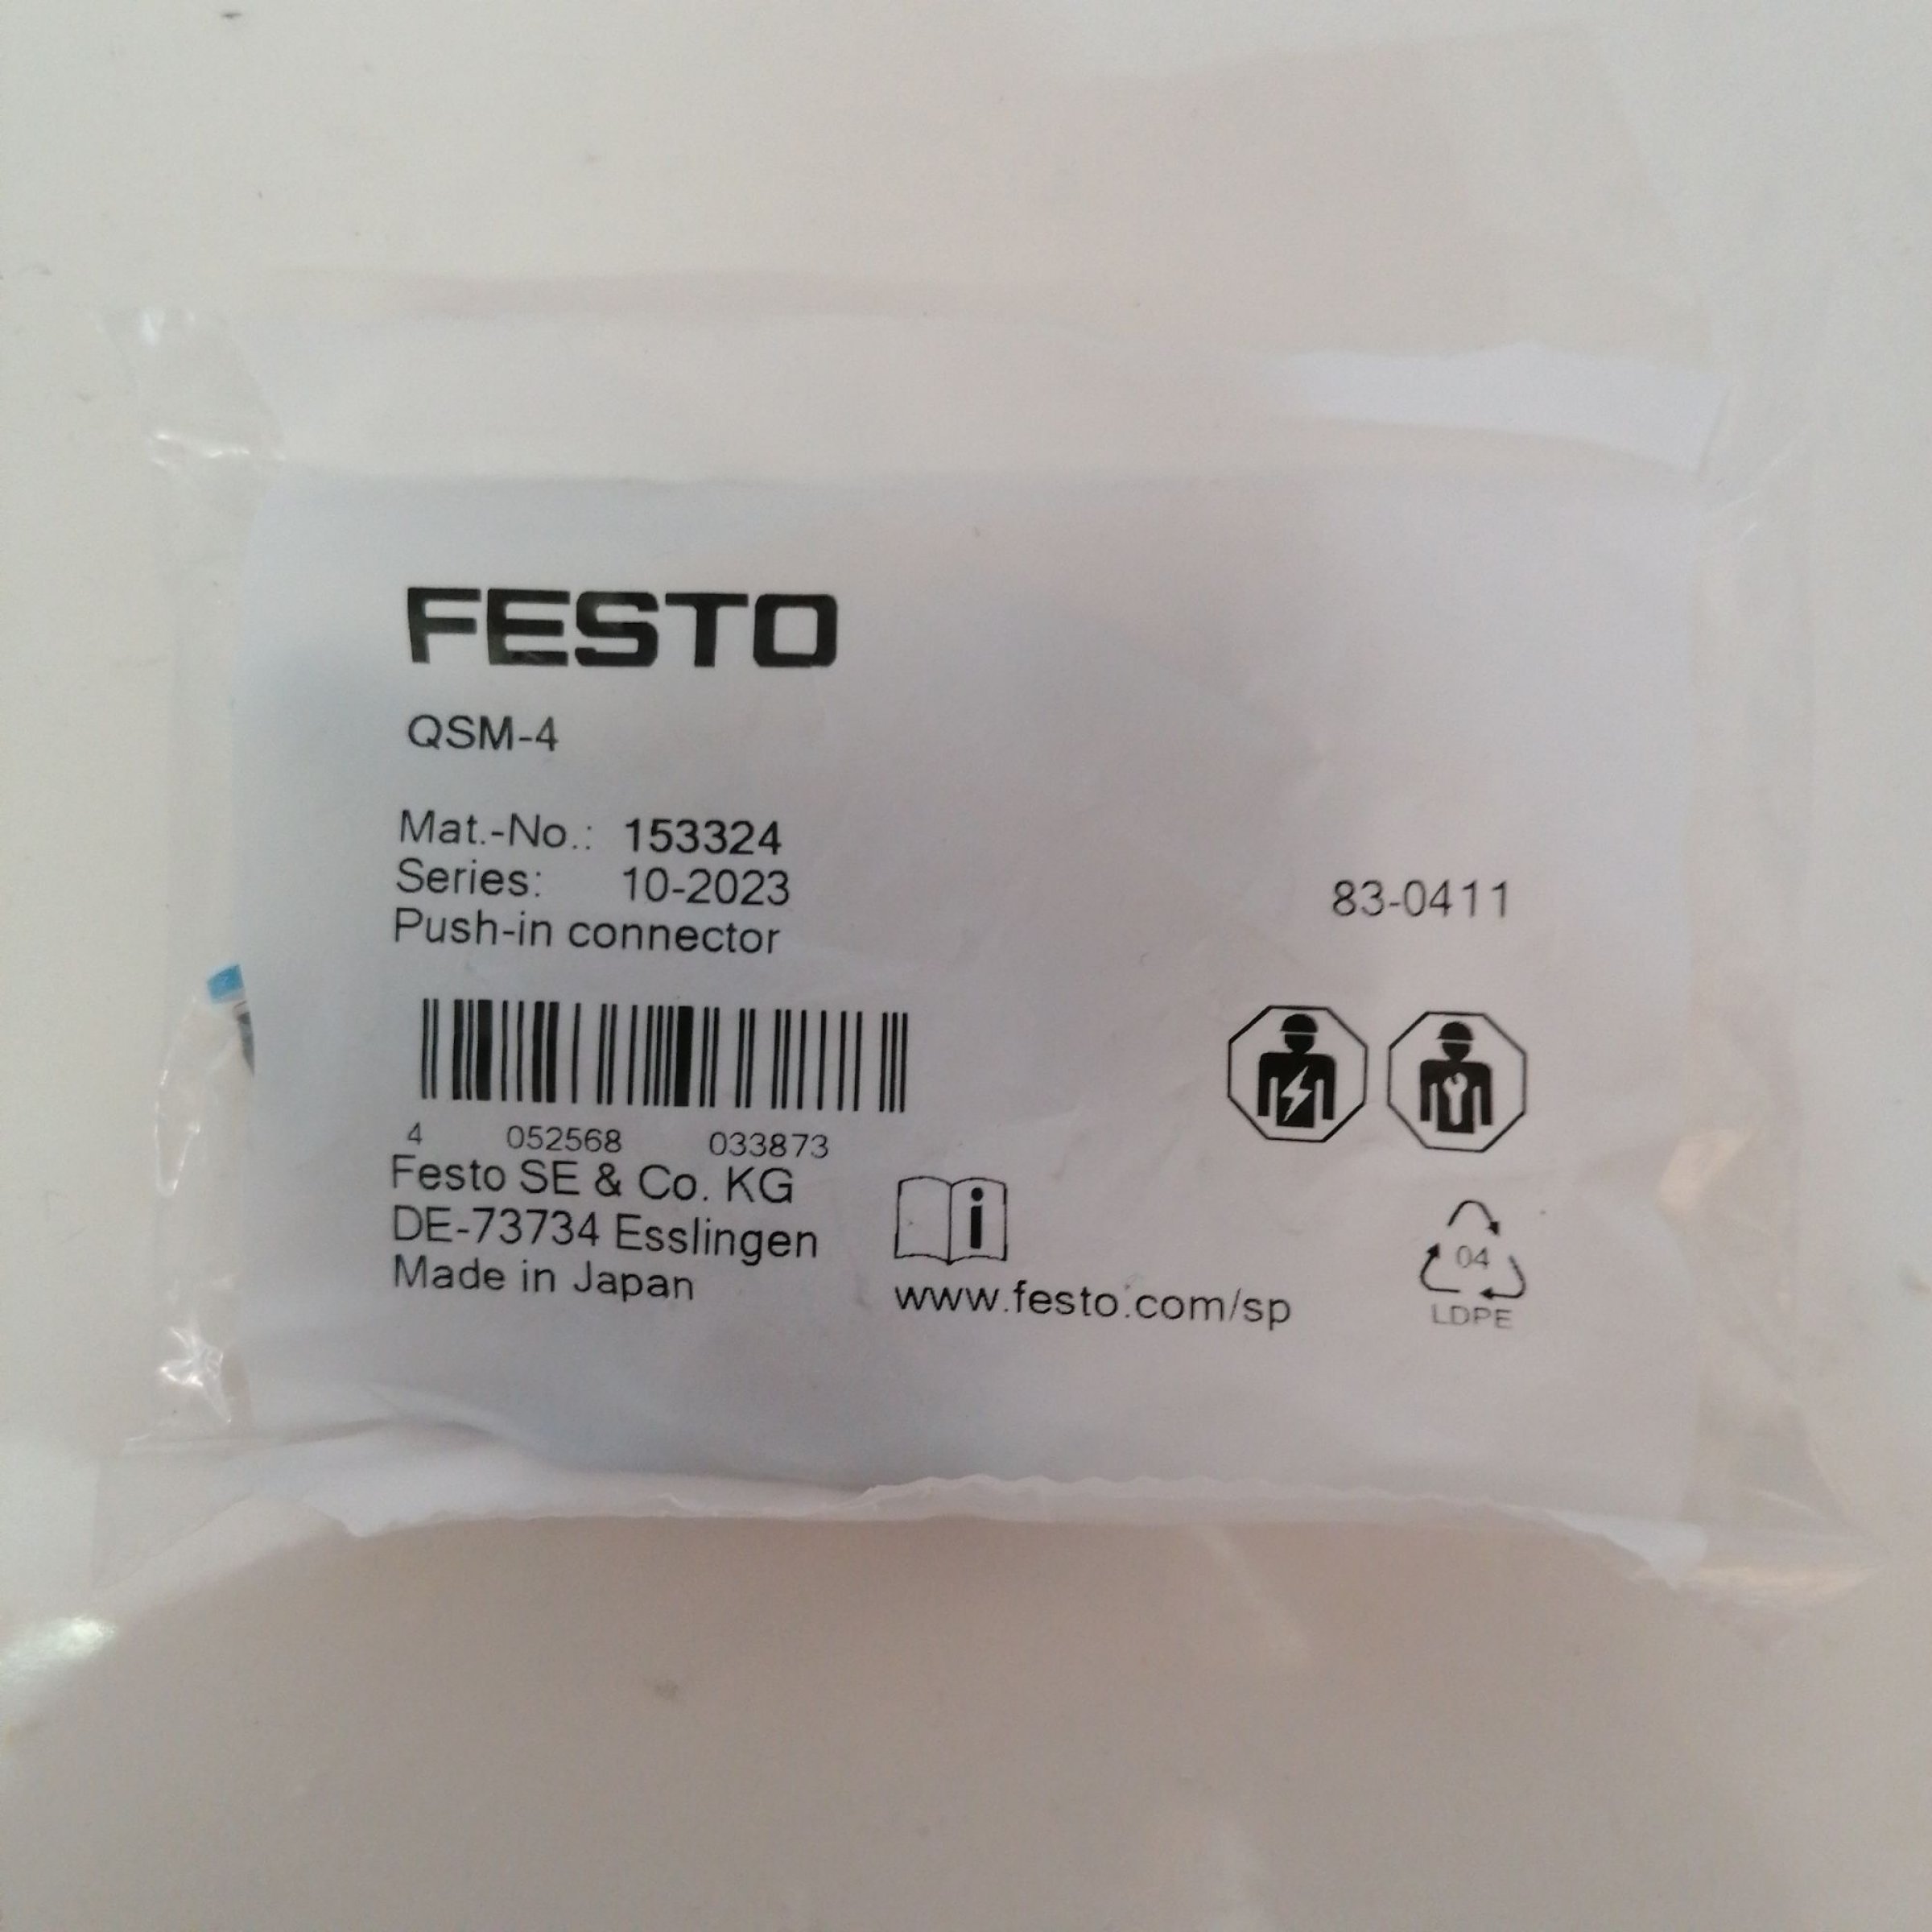 FESTO
QSM-4
Mat.-No.: 153324
Series: 10-2023
Push-in connector
83-0411
4 052568 033873
Festo SE & Co. KG
DE-73734 Esslingen
Made in Japan
i
www.festo.com/sp
04
LDPE